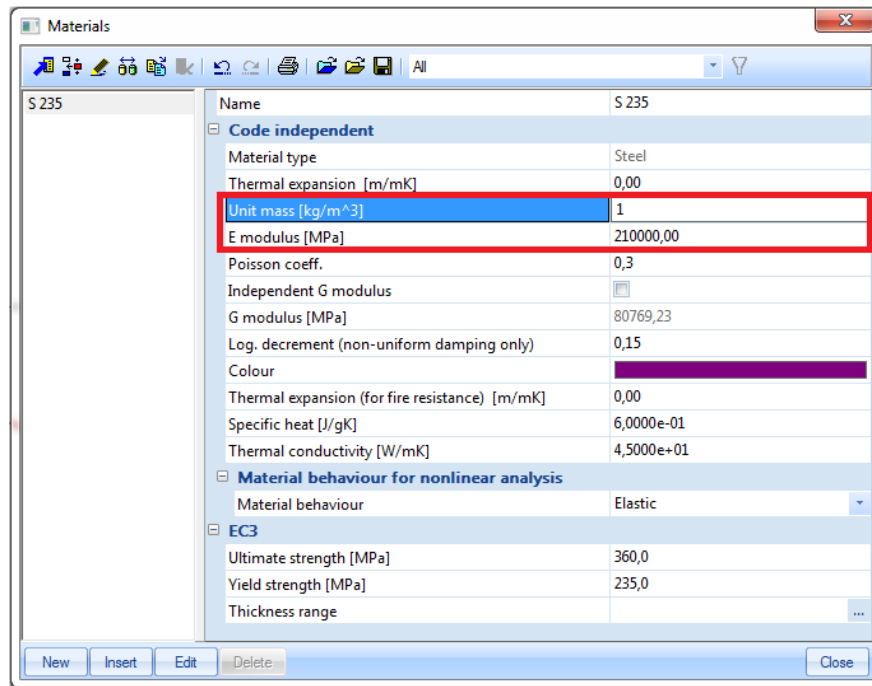 Materials
All
S 235
Name S 235
Code independent
Material type Steel
Thermal expansion [m/mK] 0,00
Unit mass [kg/m^3] 1
E modulus [MPa] 210000,00
Poisson coeff. 0,3
Independent G modulus
G modulus [MPa] 80769,23
Log. decrement (non-uniform damping only) 0,15
Colour
Thermal expansion (for fire resistance) [m/mK] 0,00
Specific heat [J/gK] 6,0000e-01
Thermal conductivity [W/mK] 4,5000e+01
Material behaviour for nonlinear analysis
Material behaviour Elastic
EC3
Ultimate strength [MPa] 360,0
Yield strength [MPa] 235,0
Thickness range ...
New Insert Edit Delete Close